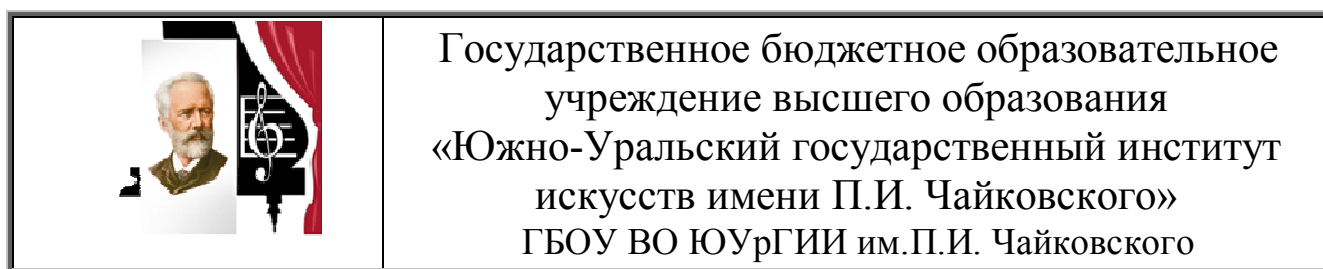 Государственное бюджетное образовательное
учреждение высшего образования
«Южно-Уральский государственный институт
искусств имени П.И. Чайковского»
ГБОУ ВО ЮУрГИИ им.П.И. Чайковского